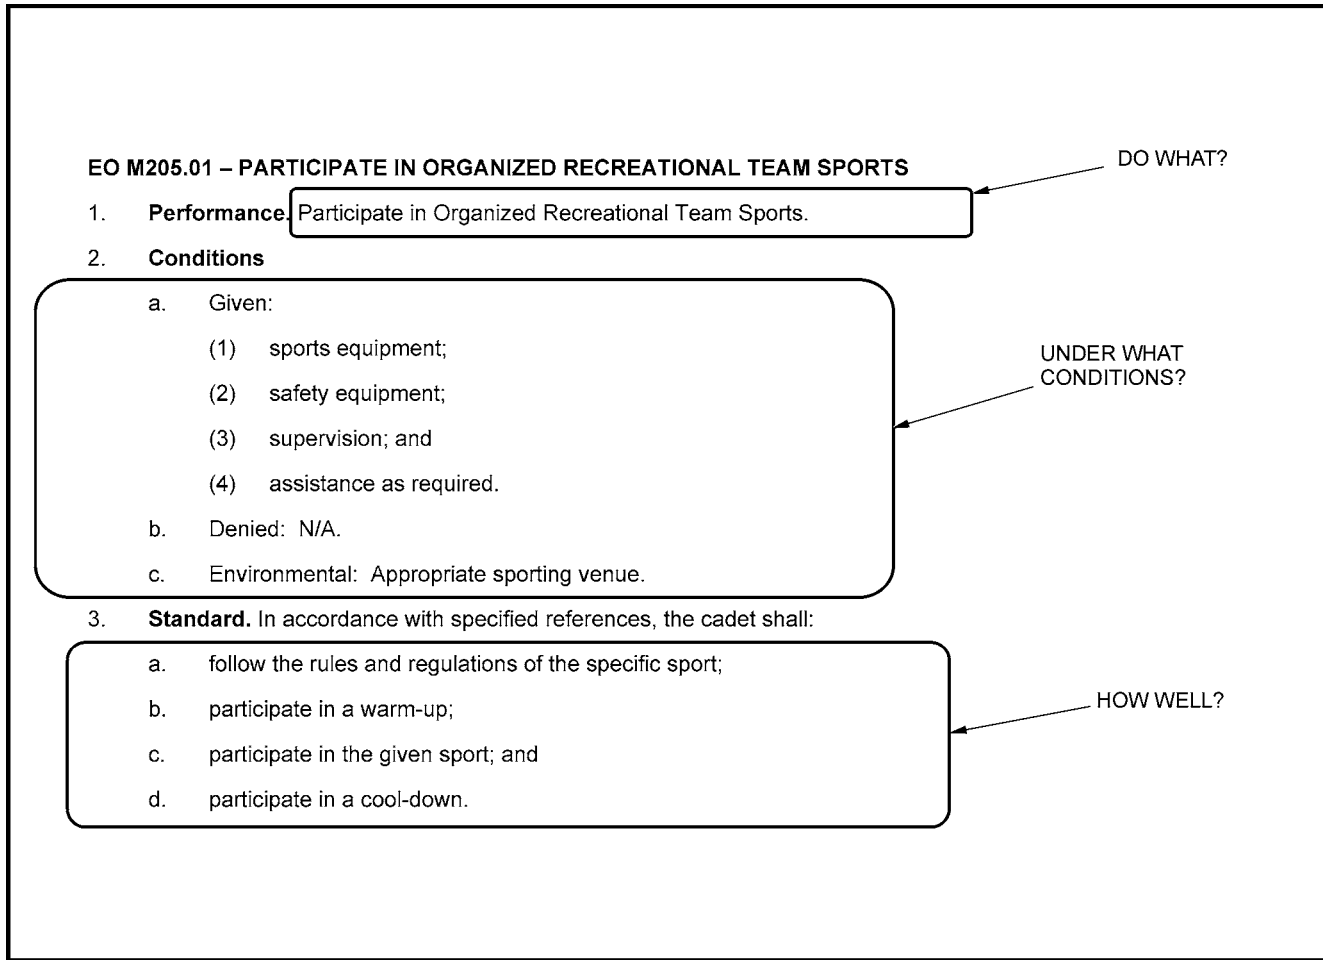 EO M205.01 – PARTICIPATE IN ORGANIZED RECREATIONAL TEAM SPORTS
DO WHAT?
1. Performance. Participate in Organized Recreational Team Sports.
2. Conditions
a. Given:
(1) sports equipment;
UNDER WHAT
CONDITIONS?
(2) safety equipment;
(3) supervision; and
(4) assistance as required.
b. Denied: N/A.
c. Environmental: Appropriate sporting venue.
3. Standard. In accordance with specified references, the cadet shall:
a. follow the rules and regulations of the specific sport;
b. participate in a warm-up;
HOW WELL?
c. participate in the given sport; and
d. participate in a cool-down.